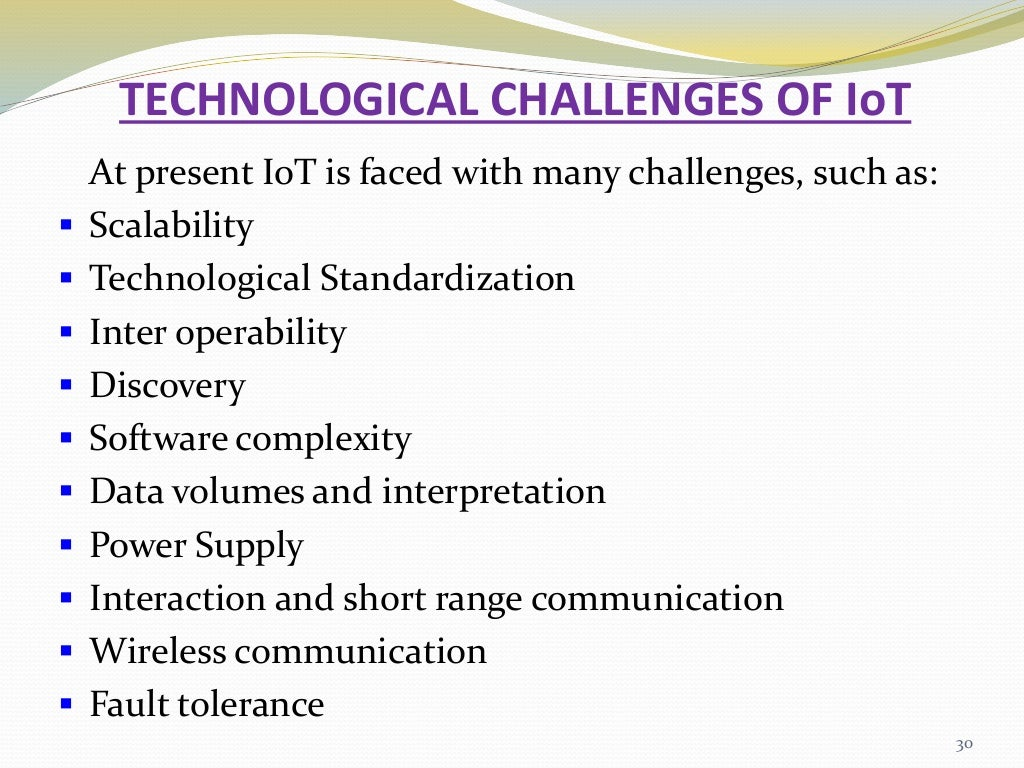 TECHNOLOGICAL CHALLENGES OF IoT
At present IoT is faced with many challenges, such as:
▪ Scalability
▪ Technological Standardization
▪ Inter operability
▪ Discovery
▪ Software complexity
▪ Data volumes and interpretation
▪ Power Supply
▪ Interaction and short range communication
▪ Wireless communication
▪ Fault tolerance
30